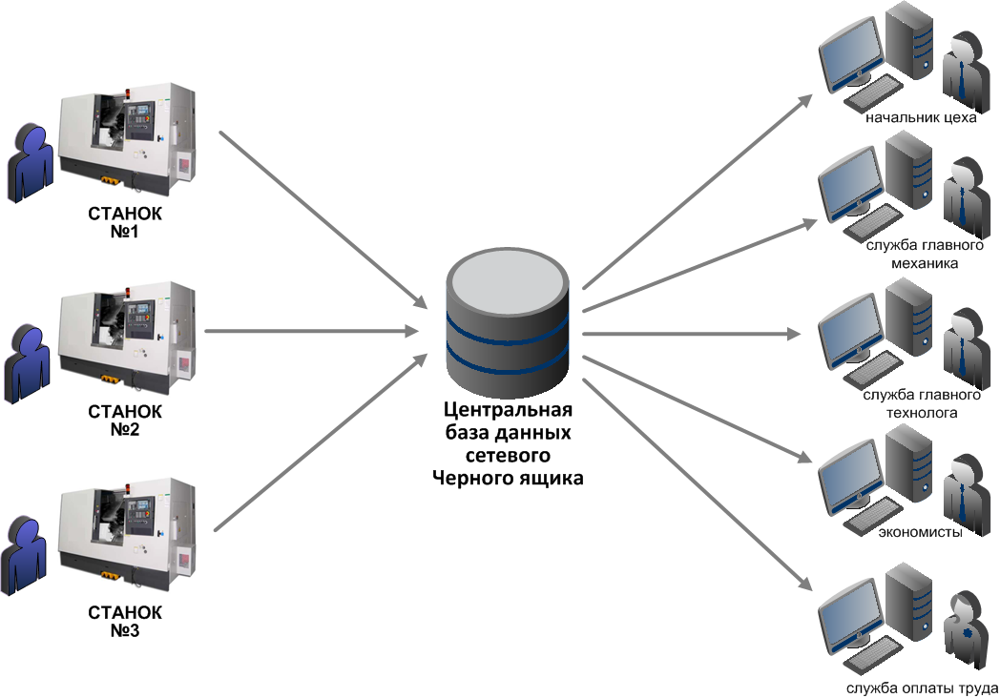 СТАНОК
№1
СТАНОК
№2
СТАНОК
№3
Центральная
база данных
сетевого
Черного ящика
начальник цеха
служба главного
механика
служба главного
технолога
экономисты
служба оплаты труда